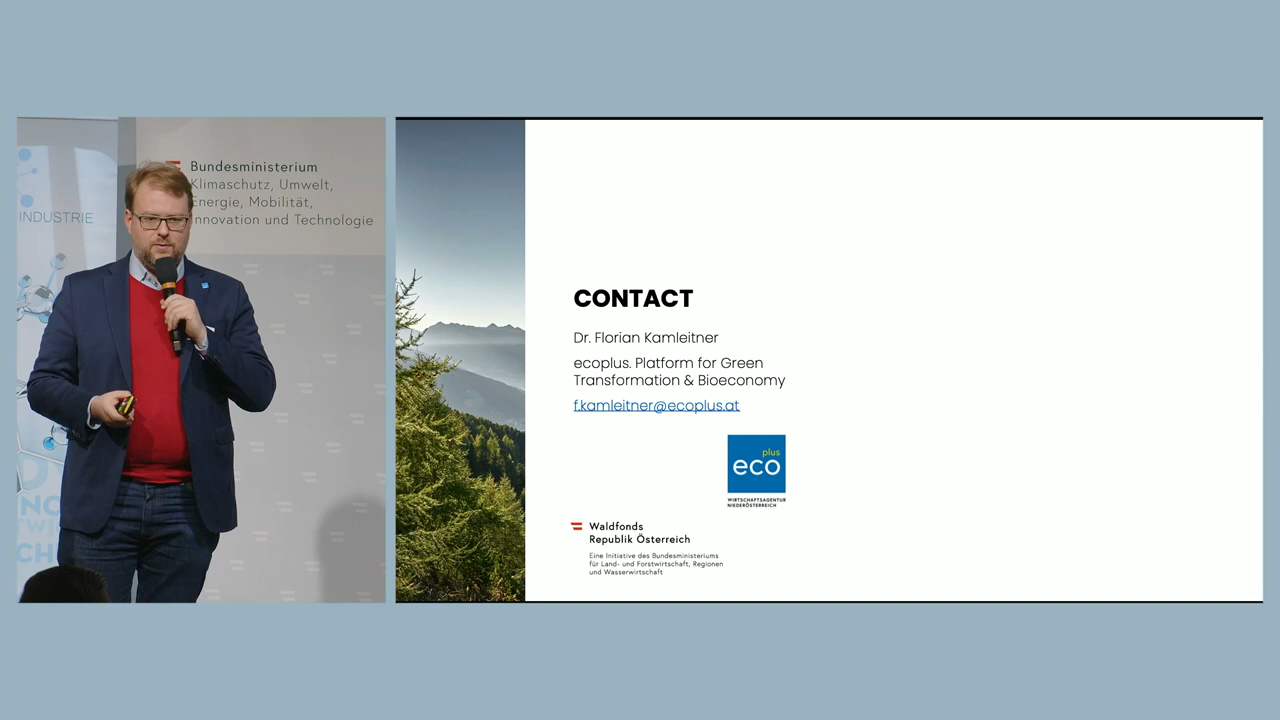 INDUSTRIE
Bundesministerium
Klimaschutz, Umwelt,
Energie, Mobilität,
Innovation und Technologie
CONTACT
Dr. Florian Kamleitner
ecoplus. Platform for Green
Transformation & Bioeconomy
f.kamleitner@ecoplus.at
plus
eco
WIRTSCHAFTSAGENTUR
NIEDERÖSTERREICH
Waldfonds
Republik Österreich
Eine Initiative des Bundesministeriums
für Land- und Forstwirtschaft, Regionen
und Wasserwirtschaft